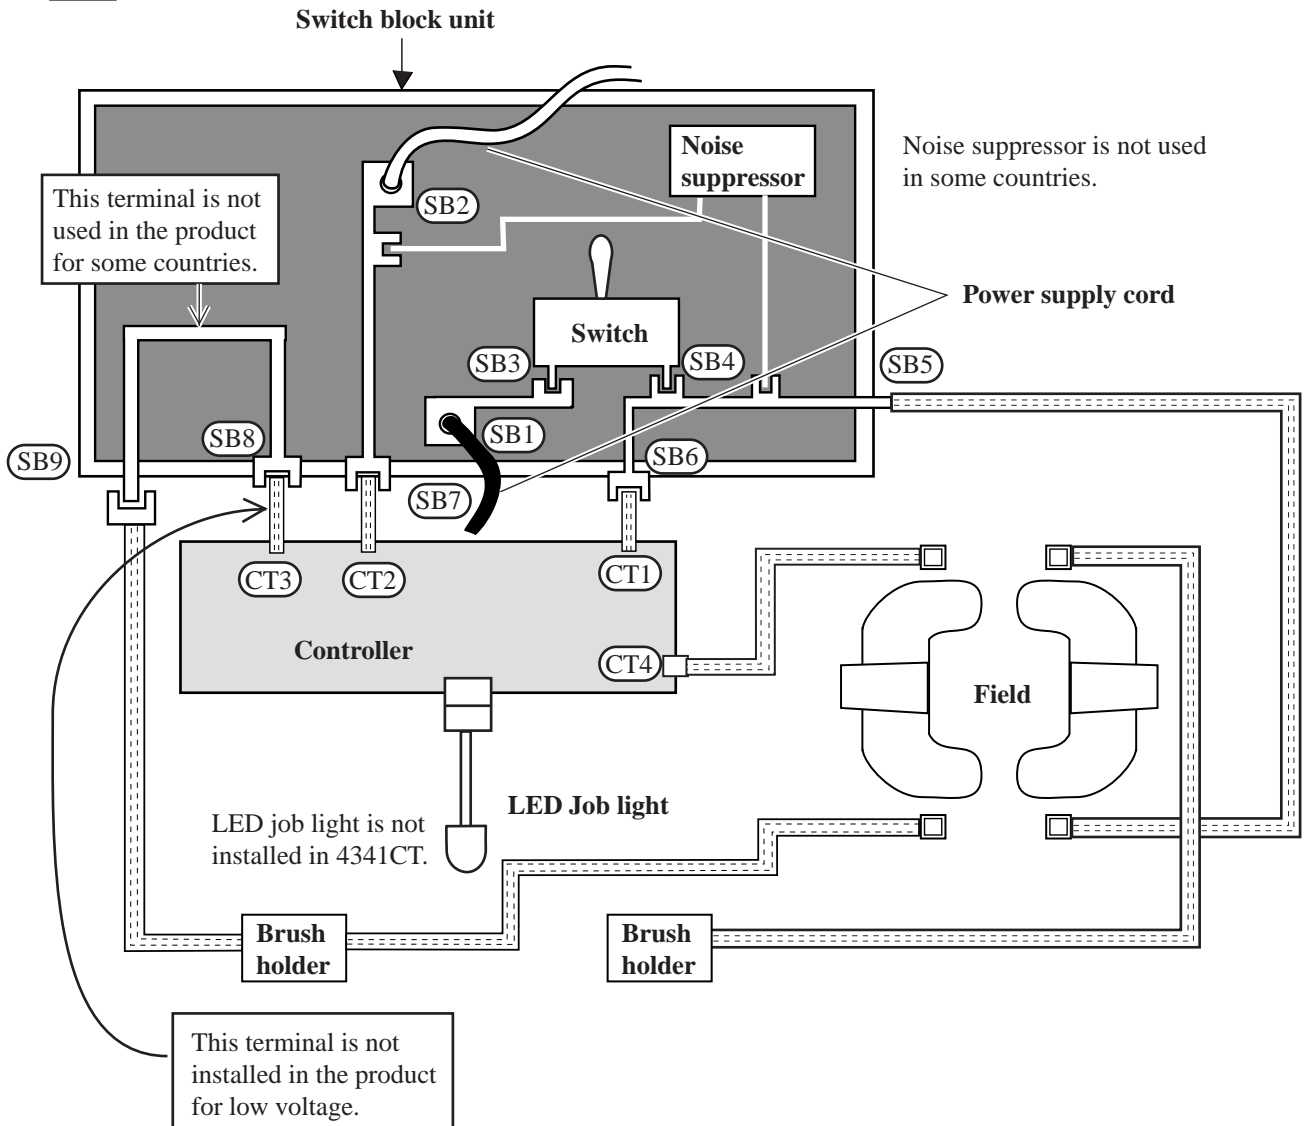 Switch block unit
Noise
suppressor
Noise suppressor is not used
in some countries.
This terminal is not
used in the product
for some countries.
SB2
Power supply cord
Switch
SB3
SB4
SB5
SB1
SB8
SB9
SB6
SB7
CT3
CT2
CT1
Controller
CT4
Field
LED Job light
LED job light is not
installed in 4341CT.
Brush
holder
Brush
holder
This terminal is not
installed in the product
for low voltage.